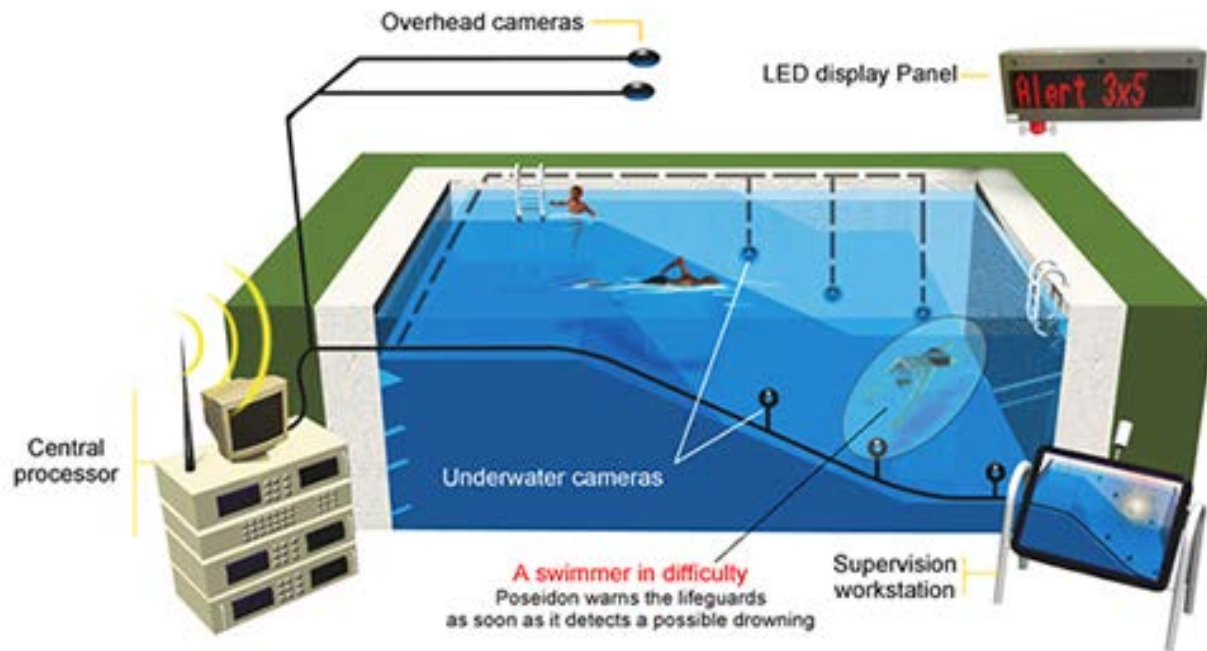 Overhead cameras
LED display Panel
Alert 3x5
Central
processor
Underwater cameras
A swimmer in difficulty
Poseidon warns the lifeguards
as soon as it detects a possible drowning
Supervision
workstation